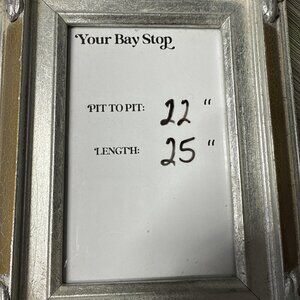 Your Bay Stop
PIT TO PIT: 22 "
LENGTH: 25 "